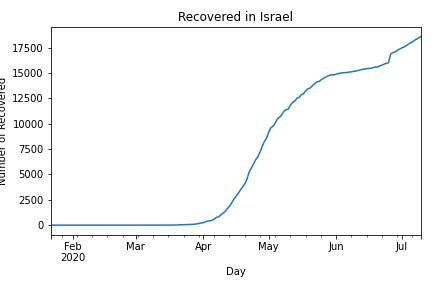 Recovered in Israel
Number of Recovered
17500
15000
12500
10000
7500
5000
2500
0
Feb
2020
Mar
Apr
May
Jun
Jul
Day